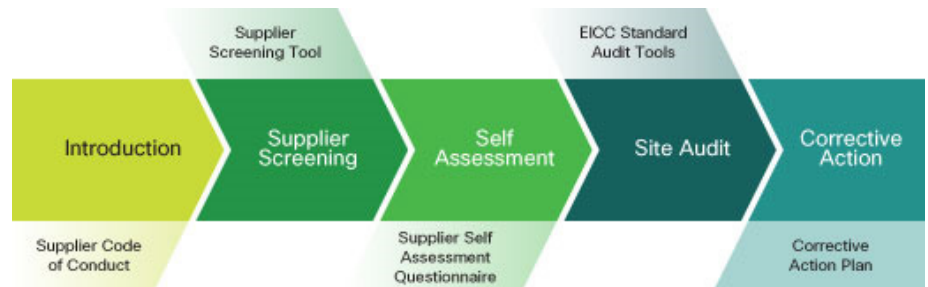 Supplier
Screening Tool
EICC Standard
Audit Tools
Introduction
Supplier
Screening
Self
Assessment
Site Audit
Corrective
Action
Supplier Code
of Conduct
Supplier Self
Assessment
Questionnaire
Corrective
Action Plan